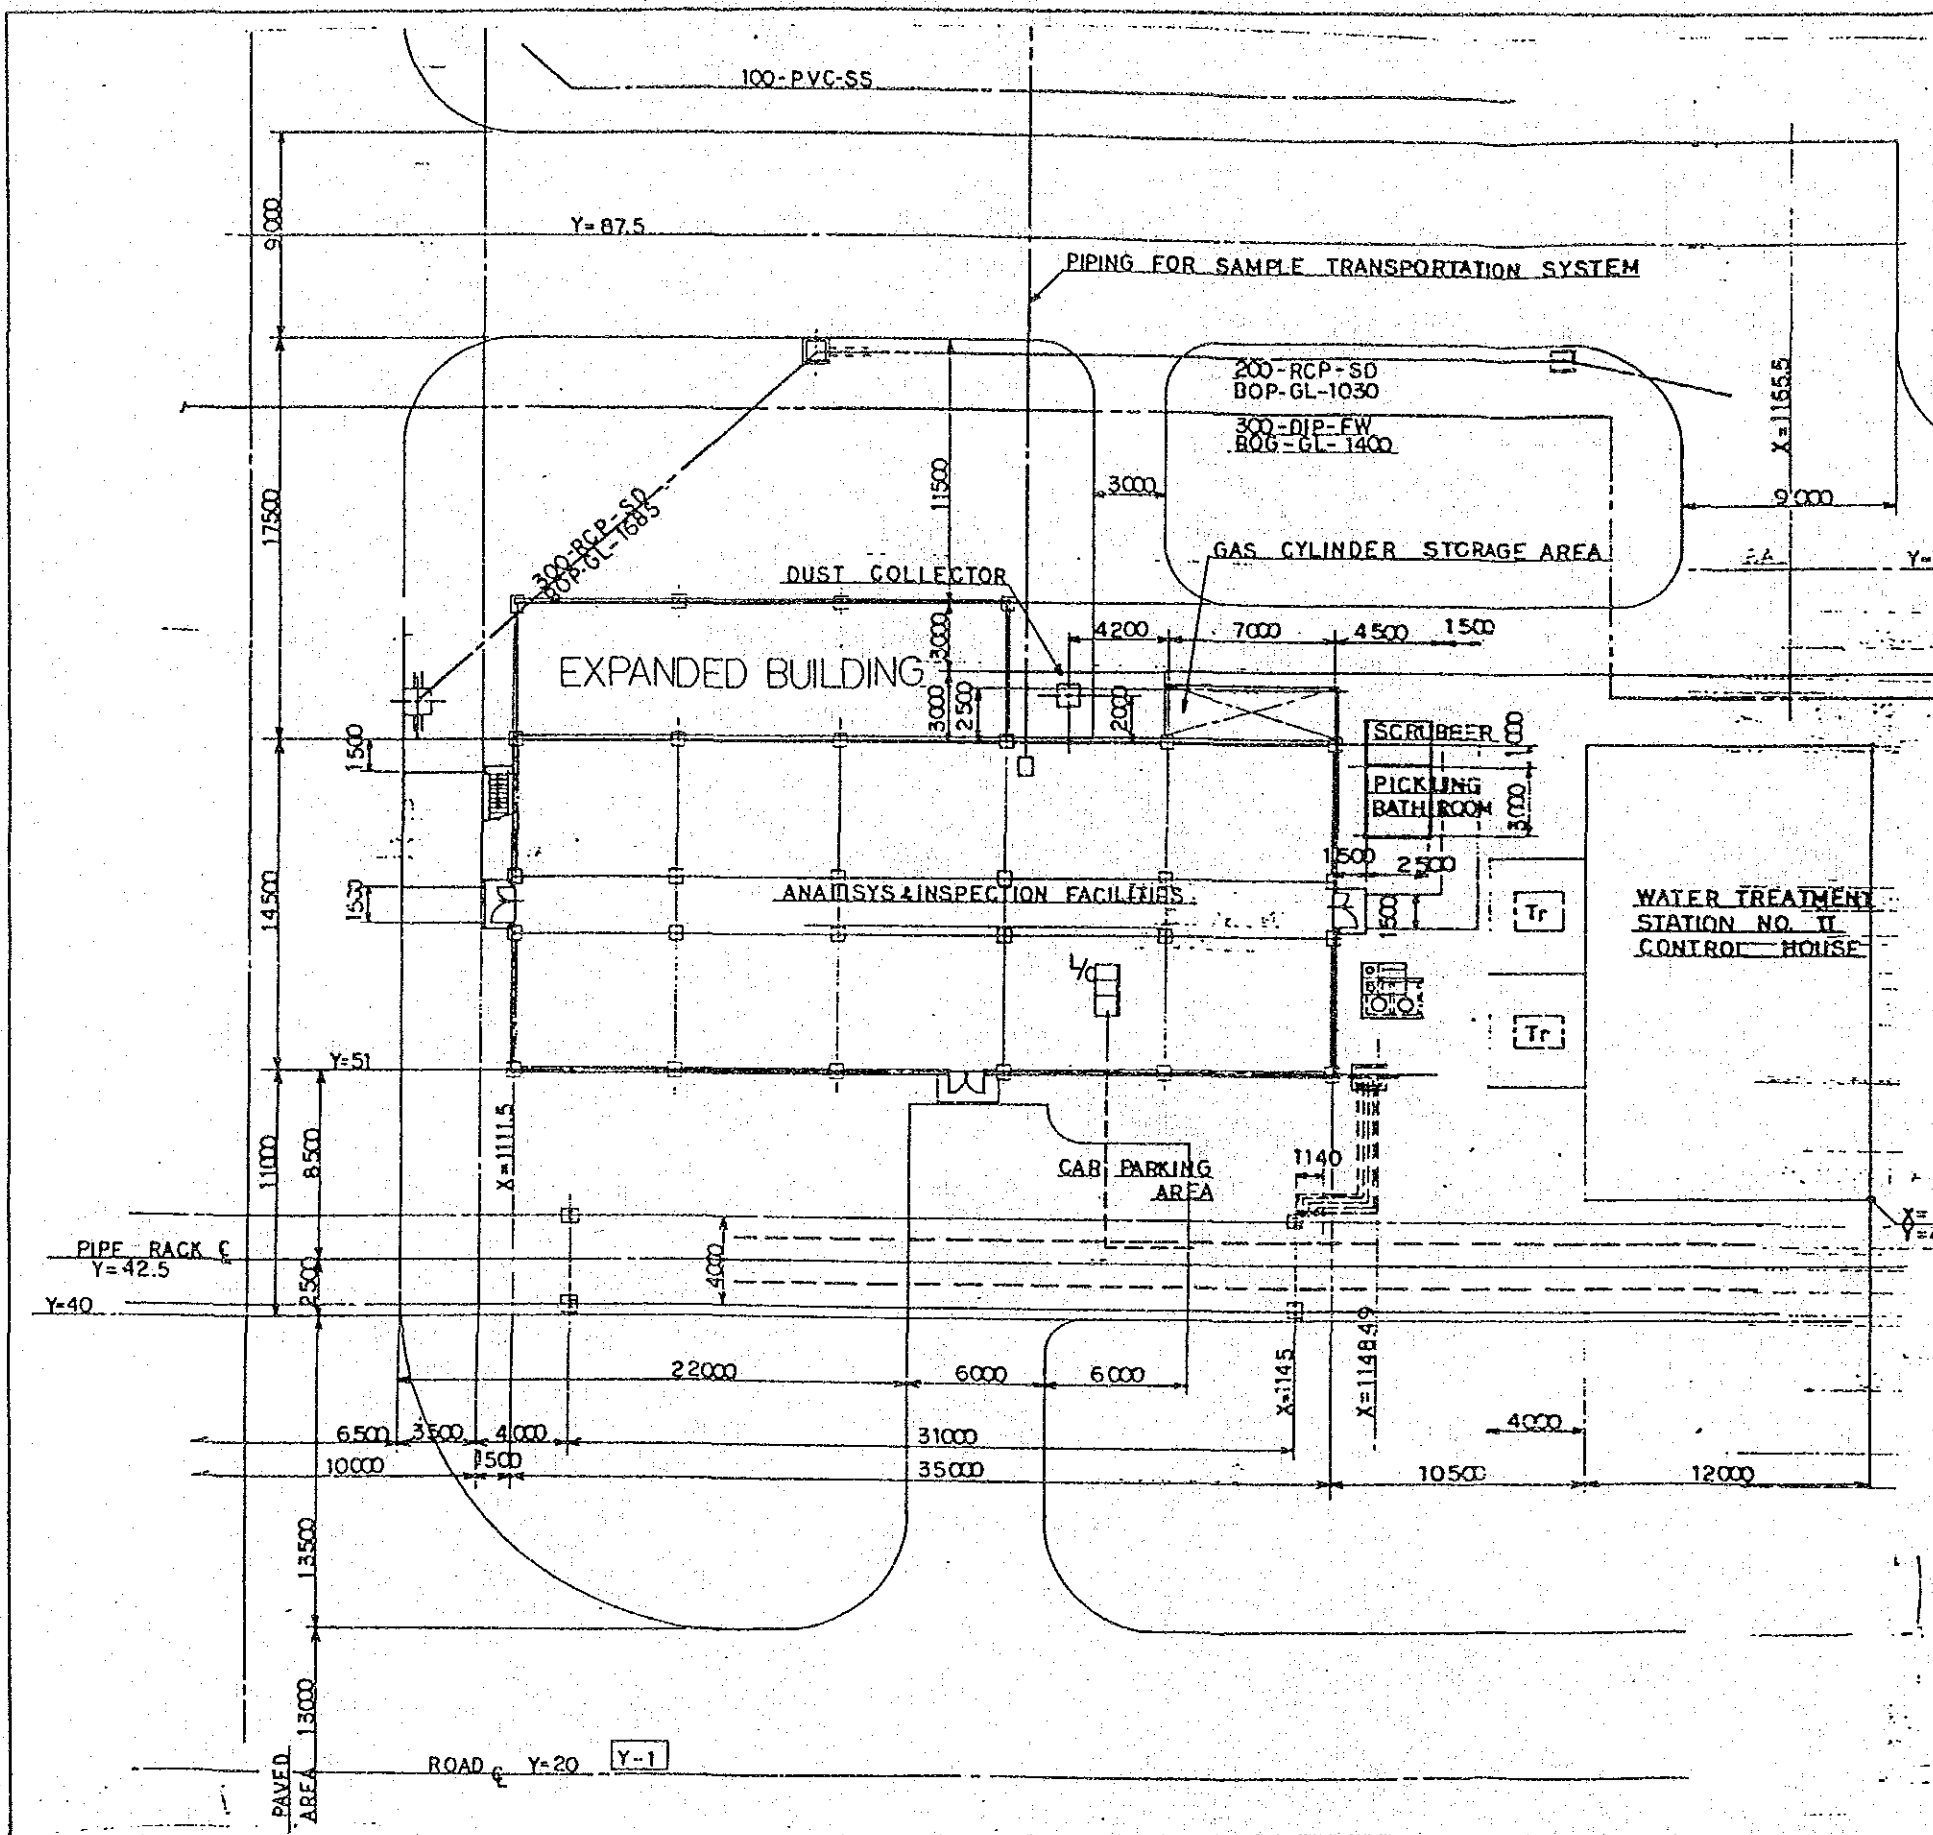 100-PVC-SS
9000
Y=87.5
PIPING FOR SAMPLE TRANSPORTATION SYSTEM
200-RCP-SD
BOP-GL-1030
300-DIP-FW
BOG-GL-1400
X=1165.5
17500
11500
3000
9000
300-RCP-SD
BOP-GL-1685
DUST COLLECTOR
GAS CYLINDER STORAGE AREA
Y=
3000
4200
7000
4500
1500
EXPANDED BUILDING
3000
2500
2000
SCRUBBER
1800
1500
PICKLING
BATH ROOM
3000
1500
2500
14500
1500
ANALISYS & INSPECTION FACILITIES
1500
Tr
WATER TREATMENT
STATION NO. II
CONTROL HOUSE
L/C
Tr
Y=51
X=1111.5
11000
8500
CAR PARKING
AREA
1140
PIPE RACK ℄
Y=42.5
4000
2500
Y=40
X=
Y=4
22000
6000
6000
X=1145
X=1148.49
6500
3500
4000
31000
4000
10000
1500
35000
10500
12000
13500
13000
PAVED
AREA
ROAD ℄ Y=20
Y-1